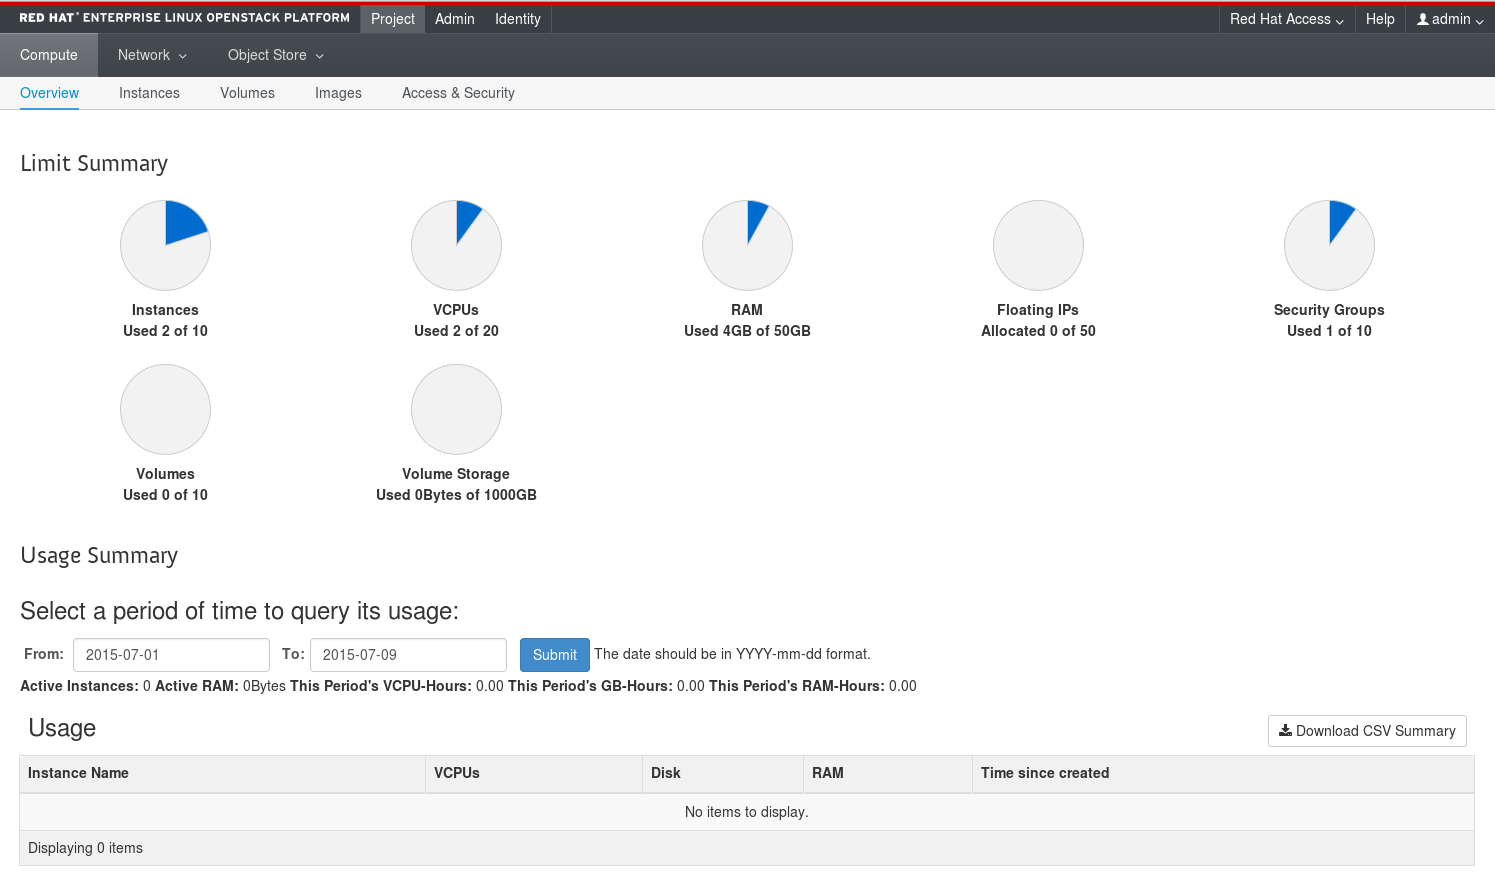 RED HAT ENTERPRISE LINUX OPENSTACK PLATFORM Project Admin Identity Red Hat Access Help admin
Compute Network Object Store
Overview Instances Volumes Images Access & Security
Limit Summary
Instances VCPUs RAM Floating IPs Security Groups
Used 2 of 10 Used 2 of 20 Used 4GB of 50GB Allocated 0 of 50 Used 1 of 10
Volumes Volume Storage
Used 0 of 10 Used 0Bytes of 1000GB
Usage Summary
Select a period of time to query its usage:
From: 2015-07-01 To: 2015-07-09 Submit The date should be in YYYY-mm-dd format.
Active Instances: 0 Active RAM: 0Bytes This Period's VCPU-Hours: 0.00 This Period's GB-Hours: 0.00 This Period's RAM-Hours: 0.00
Usage Download CSV Summary
Instance Name VCPUs Disk RAM Time since created
No items to display.
Displaying 0 items